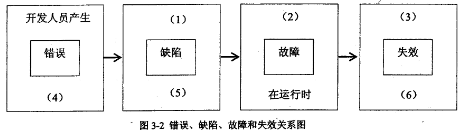 开发人员产生
(1)
(2)
(3)
错误
缺陷
故障
失效
(4)
(5)
在运行时
(6)
图 3-2 错误、缺陷、故障和失效关系图